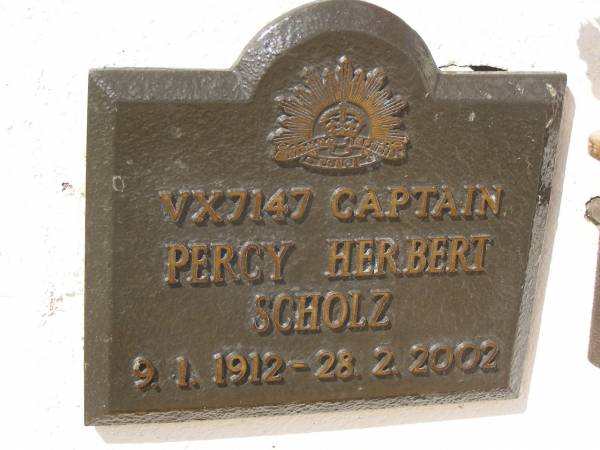 VX7147 CAPTAIN
PERCY HERBERT
SCHOLZ
9. 1. 1912 - 28. 2. 2002